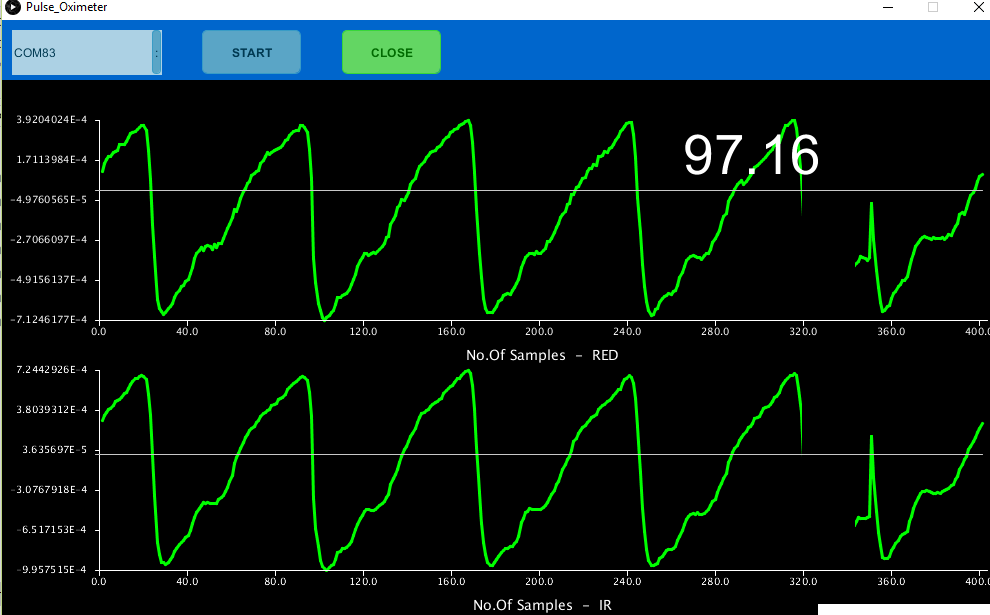 Pulse_Oximeter
COM83 : START CLOSE
97.16
3.9204024E-4
1.7113984E-4
-4.9760565E-5
-2.7066097E-4
-4.9156137E-4
-7.1246177E-4
0.0 40.0 80.0 120.0 160.0 200.0 240.0 280.0 320.0 360.0 400.0
No.Of Samples - RED
7.2442926E-4
3.8039312E-4
3.635697E-5
-3.0767918E-4
-6.517153E-4
-9.957515E-4
0.0 40.0 80.0 120.0 160.0 200.0 240.0 280.0 320.0 360.0 400.0
No.Of Samples - IR